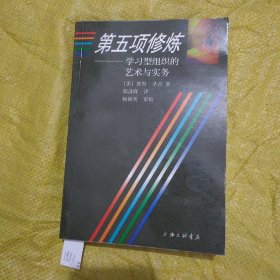 第五项修炼
——学习型组织的
艺术与实务
〔美〕彼得·圣吉 著
郭进隆 译
杨硕英 审校
上海三联书店